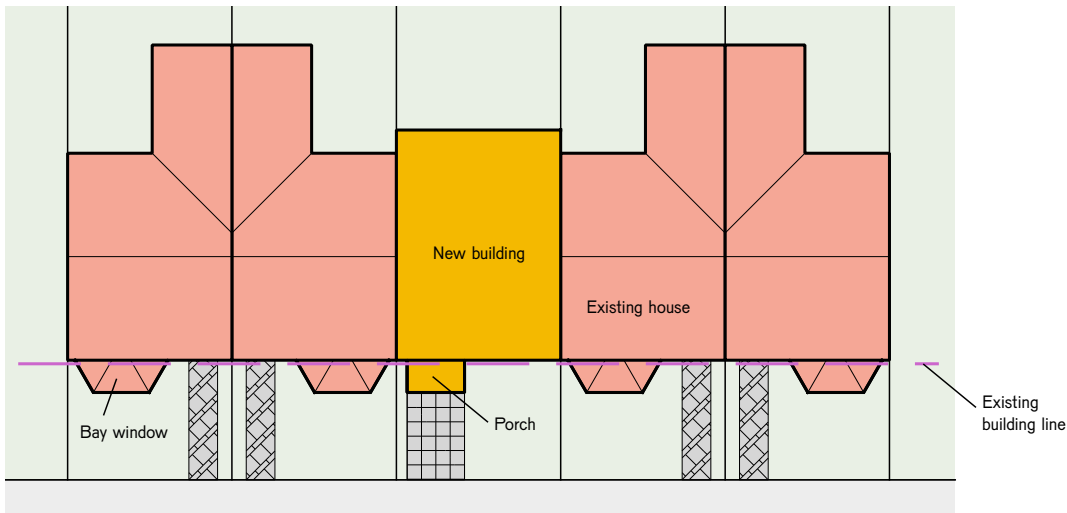 New building
Existing house
Bay window
Porch
Existing
building line